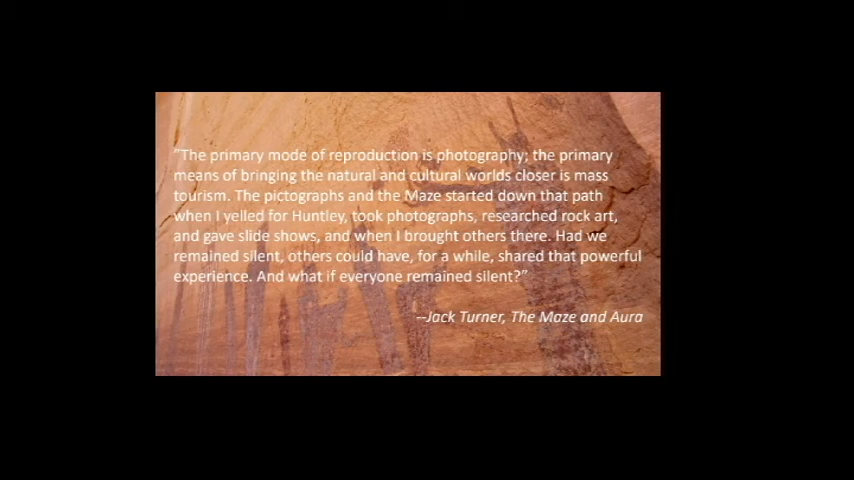 "The primary mode of reproduction is photography; the primary
means of bringing the natural and cultural worlds closer is mass
tourism. The pictographs and the Maze started down that path
when I yelled for Huntley, took photographs, researched rock art,
and gave slide shows, and when I brought others there. Had we
remained silent, others could have, for a while, shared that powerful
experience. And what if everyone remained silent?"
--Jack Turner, The Maze and Aura